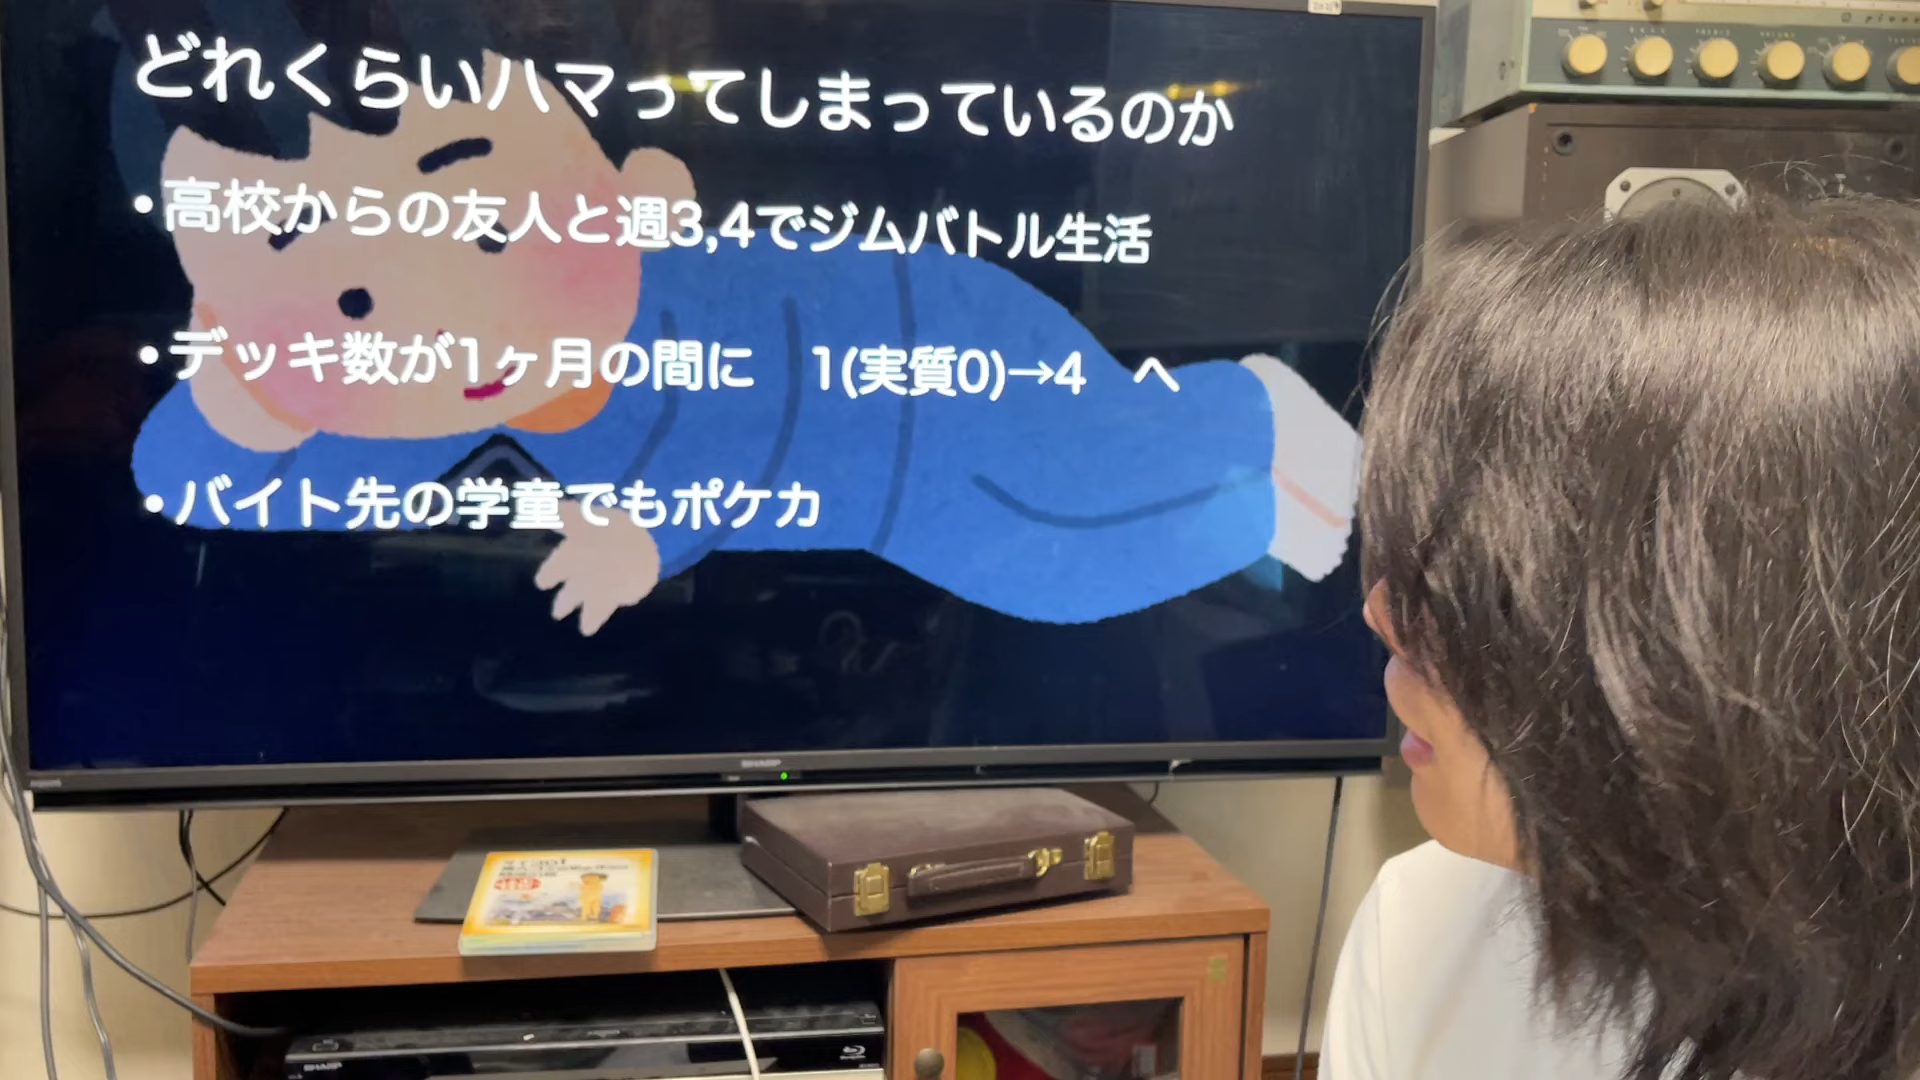 どれくらいハマってしまっているのか
・高校からの友人と週3,4でジムバトル生活
・デッキ数が1ヶ月の間に　1(実質0)→4　へ
・バイト先の学童でもポケカ
SHARP
SHARP